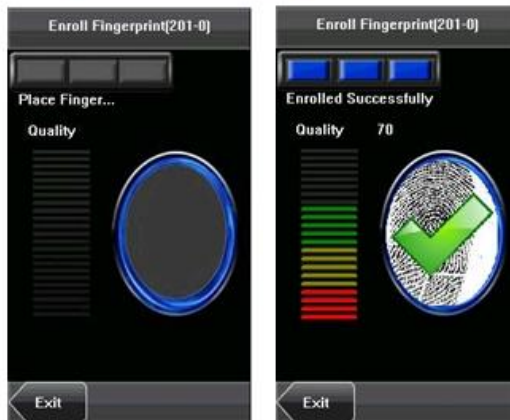 Enroll Fingerprint(201-0)
Place Finger...
Quality
Exit
Enroll Fingerprint(201-0)
Enrolled Successfully
Quality 70
Exit